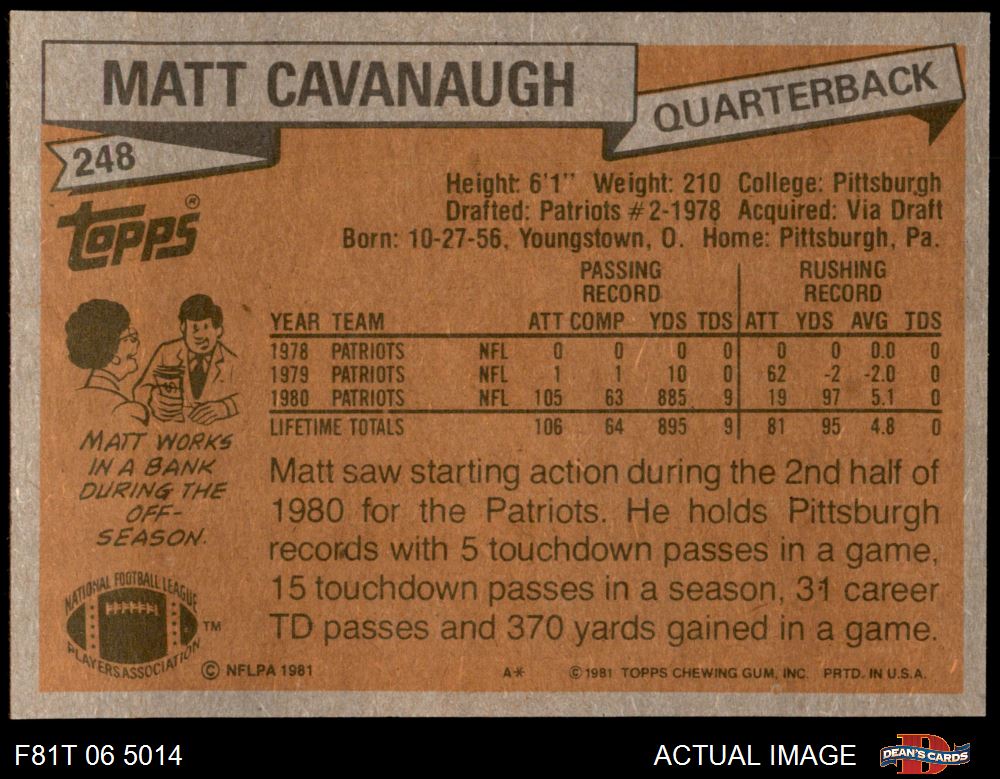 MATT CAVANAUGH
QUARTERBACK
248
TOPPS®
Height: 6'1" Weight: 210 College: Pittsburgh
Drafted: Patriots #2-1978 Acquired: Via Draft
Born: 10-27-56, Youngstown, O. Home: Pittsburgh, Pa.
PASSING RECORD RUSHING RECORD
YEAR TEAM ATT COMP YDS TDS ATT YDS AVG TDS
1978 PATRIOTS NFL 0 0 0 0 0 0 0.0 0
1979 PATRIOTS NFL 1 1 10 0 62 -2 -2.0 0
1980 PATRIOTS NFL 105 63 885 9 19 97 5.1 0
LIFETIME TOTALS 106 64 895 9 81 95 4.8 0
MATT WORKS
IN A BANK
DURING THE
OFF-
SEASON.
Matt saw starting action during the 2nd half of
1980 for the Patriots. He holds Pittsburgh
records with 5 touchdown passes in a game,
15 touchdown passes in a season, 31 career
TD passes and 370 yards gained in a game.
NATIONAL FOOTBALL LEAGUE
PLAYERS ASSOCIATION
TM
© NFLPA 1981 A* © 1981 TOPPS CHEWING GUM, INC. PRTD. IN U.S.A.
F81T 06 5014 ACTUAL IMAGE DEAN'S CARDS